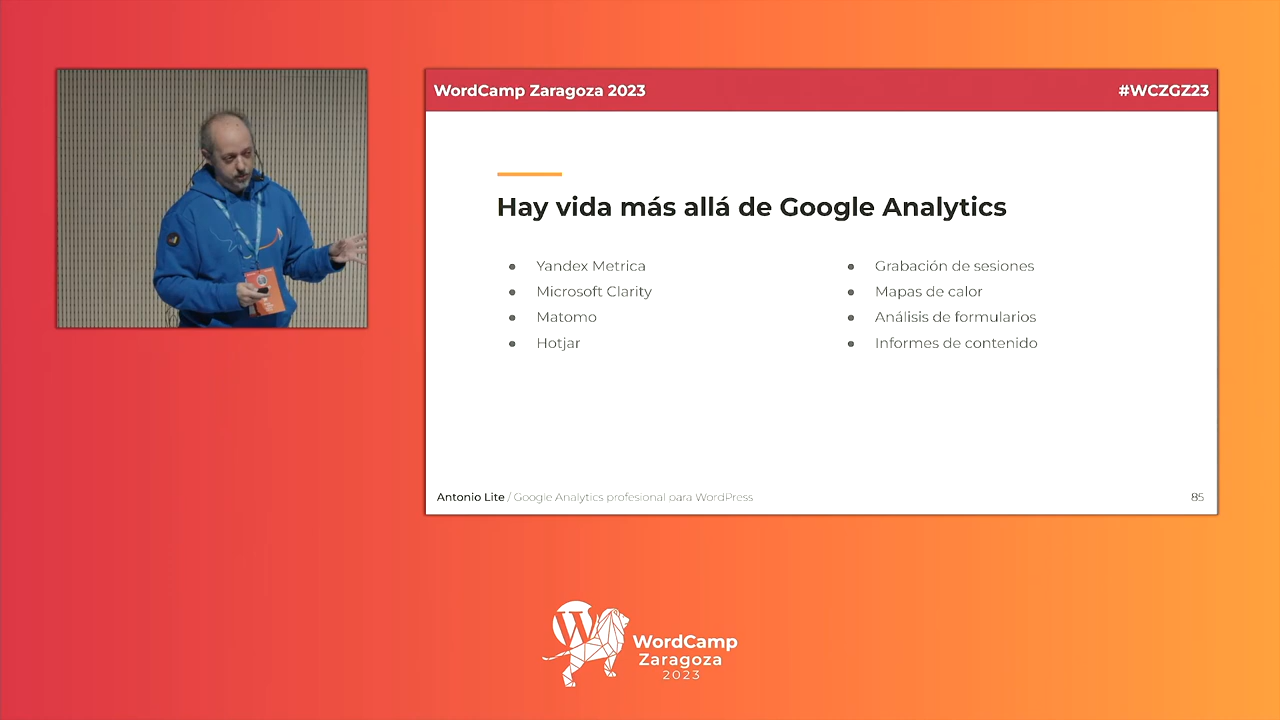 WordCamp Zaragoza 2023
#WCZGZ23
Hay vida más allá de Google Analytics
● Yandex Metrica
● Microsoft Clarity
● Matomo
● Hotjar
● Grabación de sesiones
● Mapas de calor
● Análisis de formularios
● Informes de contenido
Antonio Lite / Google Analytics profesional para WordPress
85
W
WordCamp
Zaragoza
2023